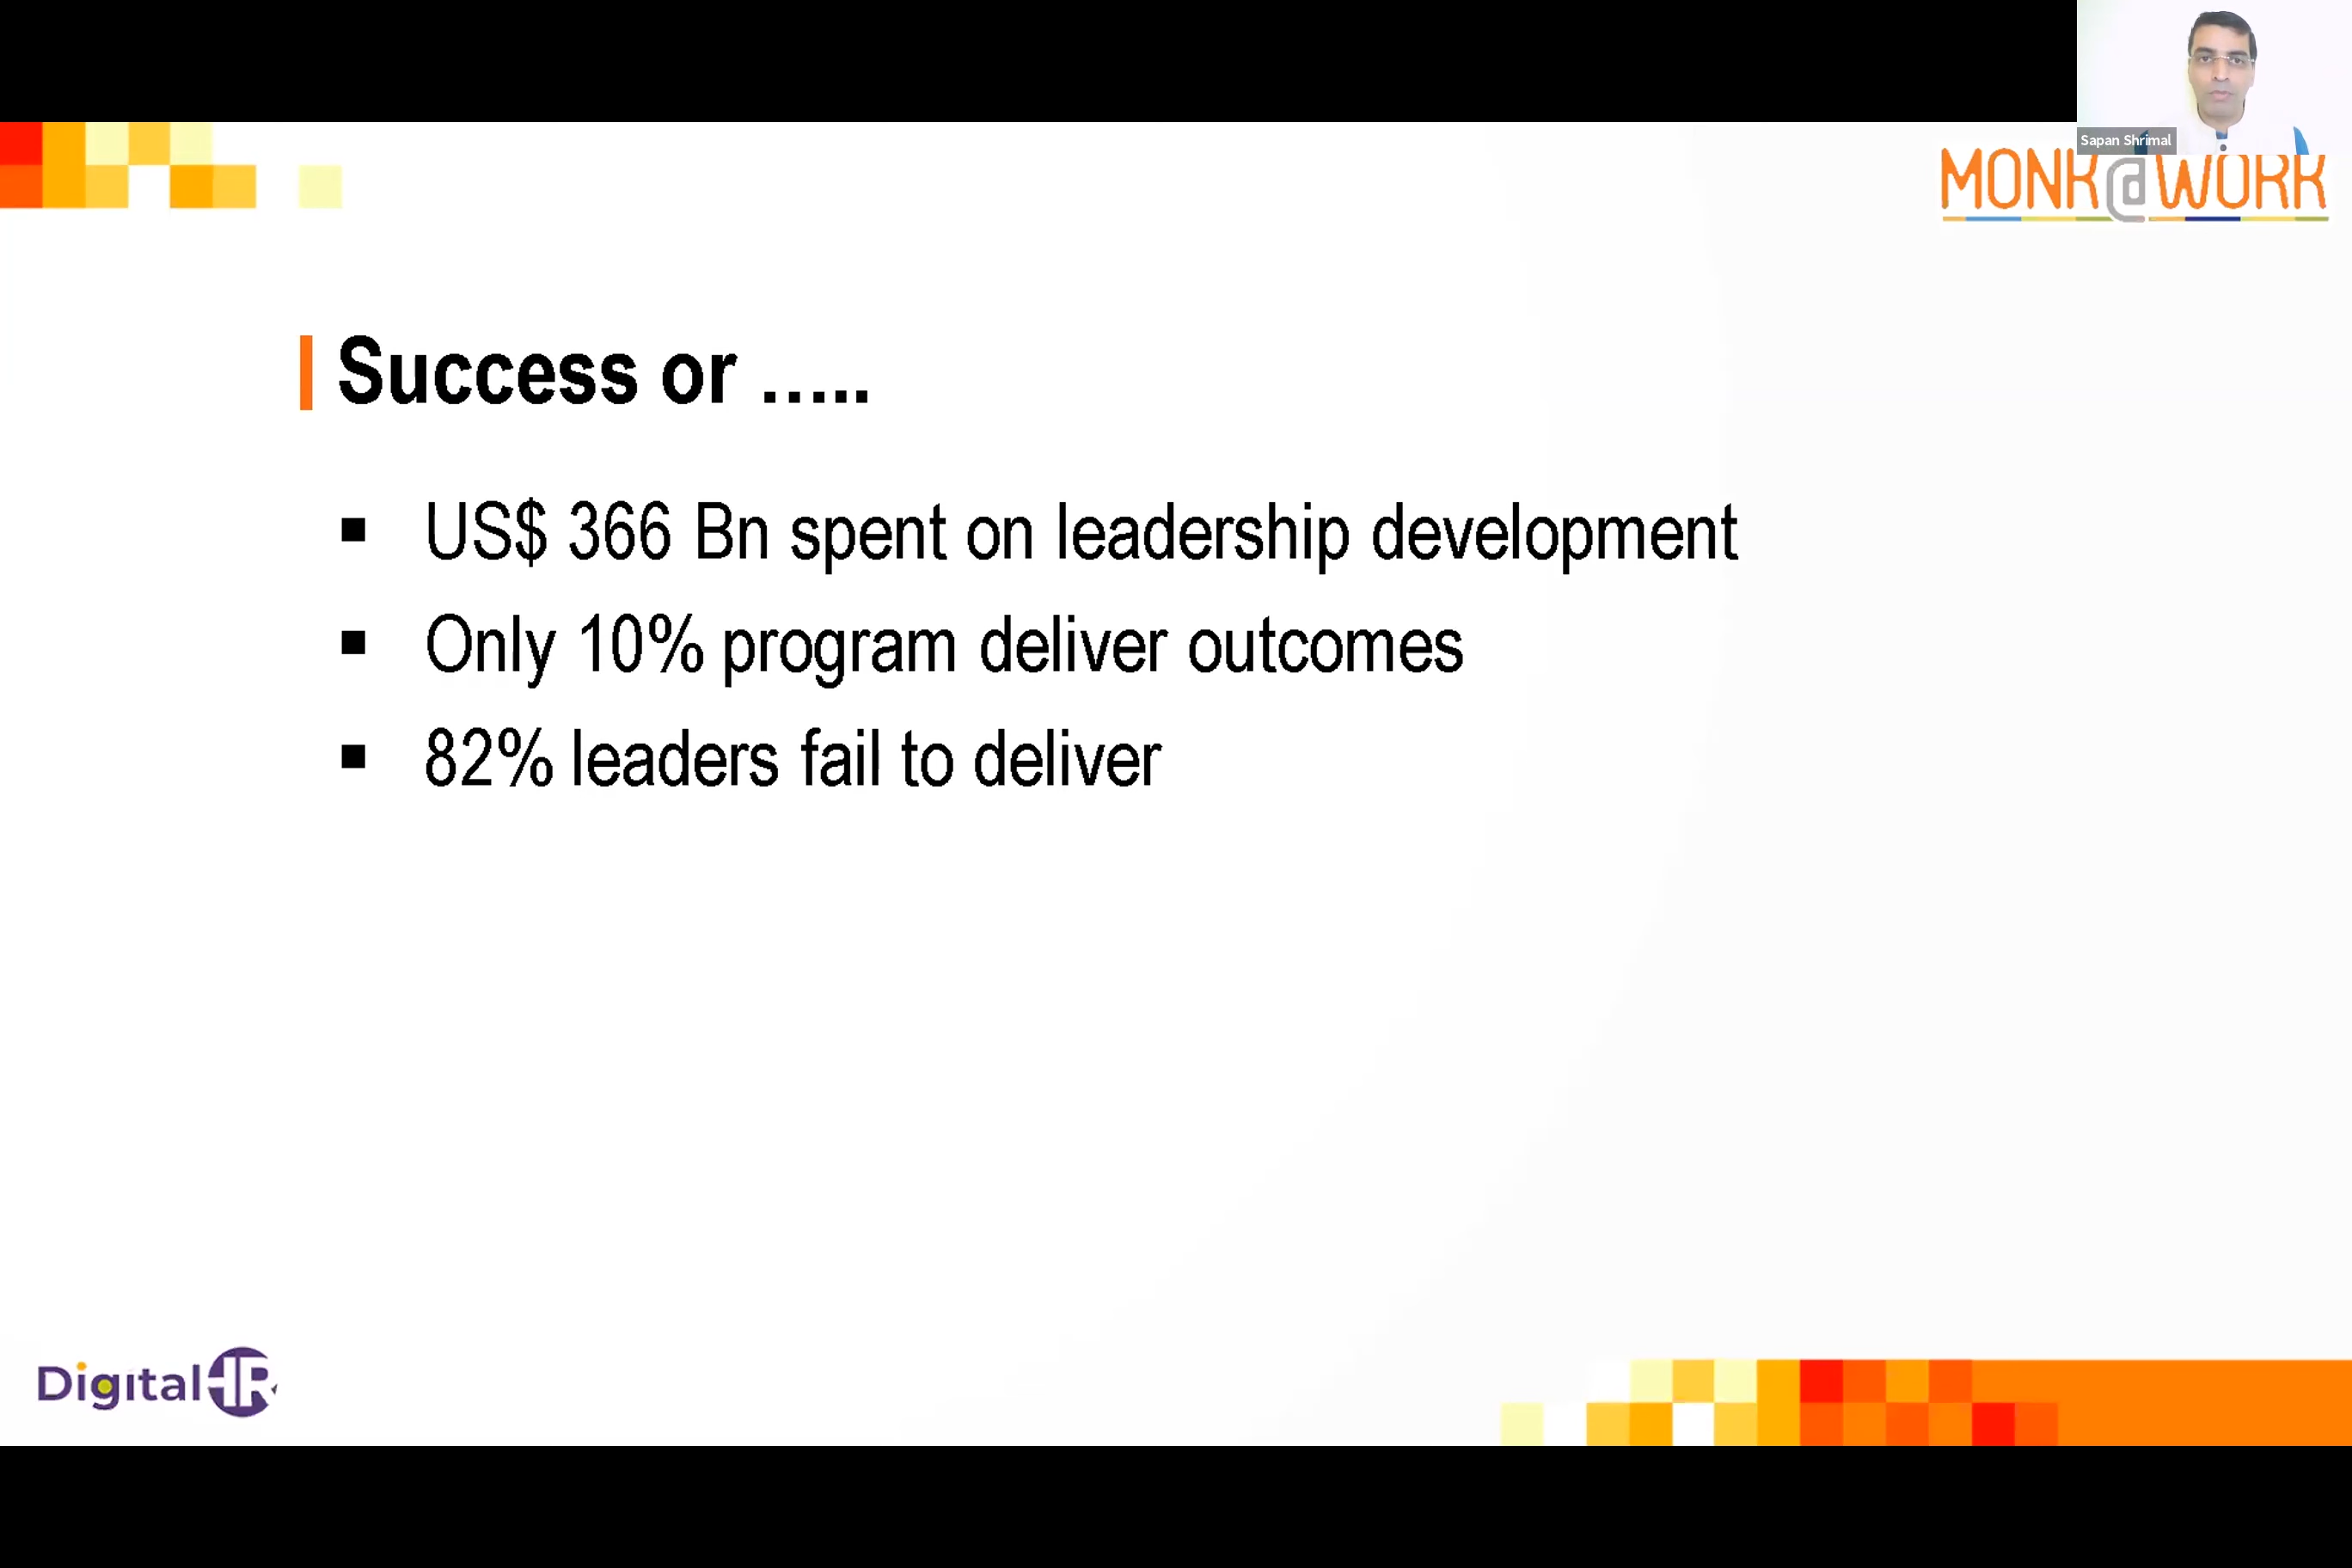 Sapan Shrimal
MONK@WORK
Success or …..
▪ US$ 366 Bn spent on leadership development
▪ Only 10% program deliver outcomes
▪ 82% leaders fail to deliver
DigitalHR